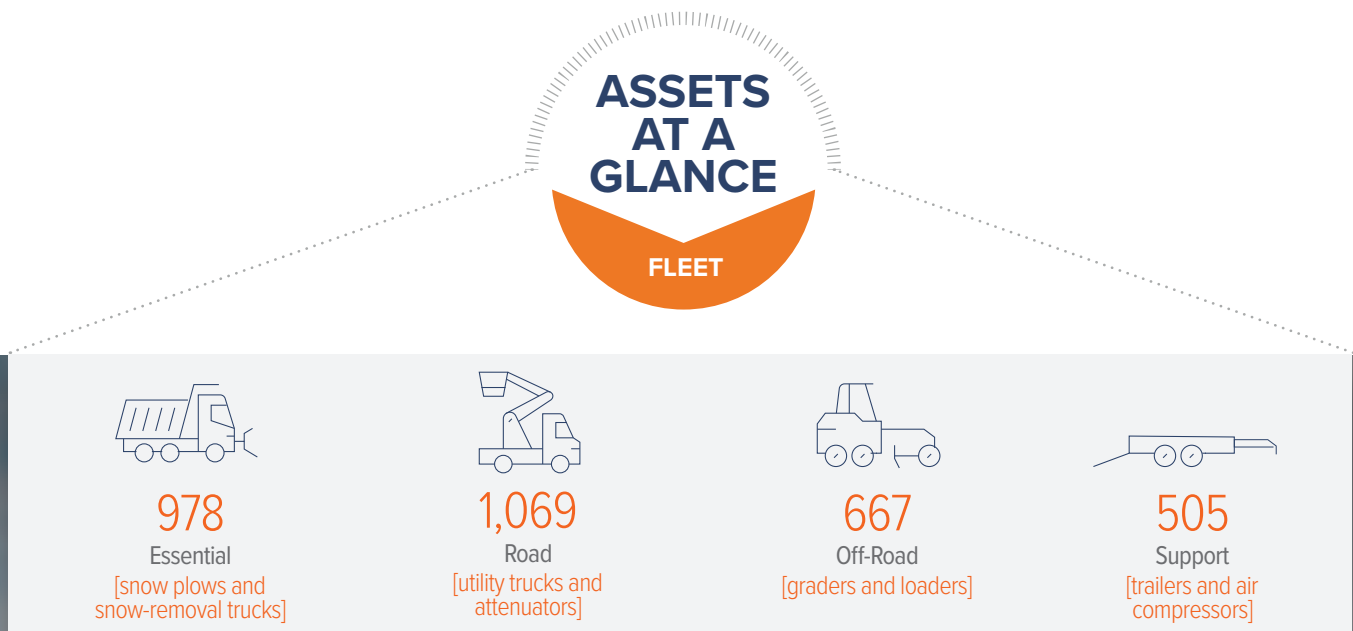 ASSETS
AT A
GLANCE
FLEET
978
Essential
[snow plows and
snow-removal trucks]
1,069
Road
[utility trucks and
attenuators]
667
Off-Road
[graders and loaders]
505
Support
[trailers and air
compressors]